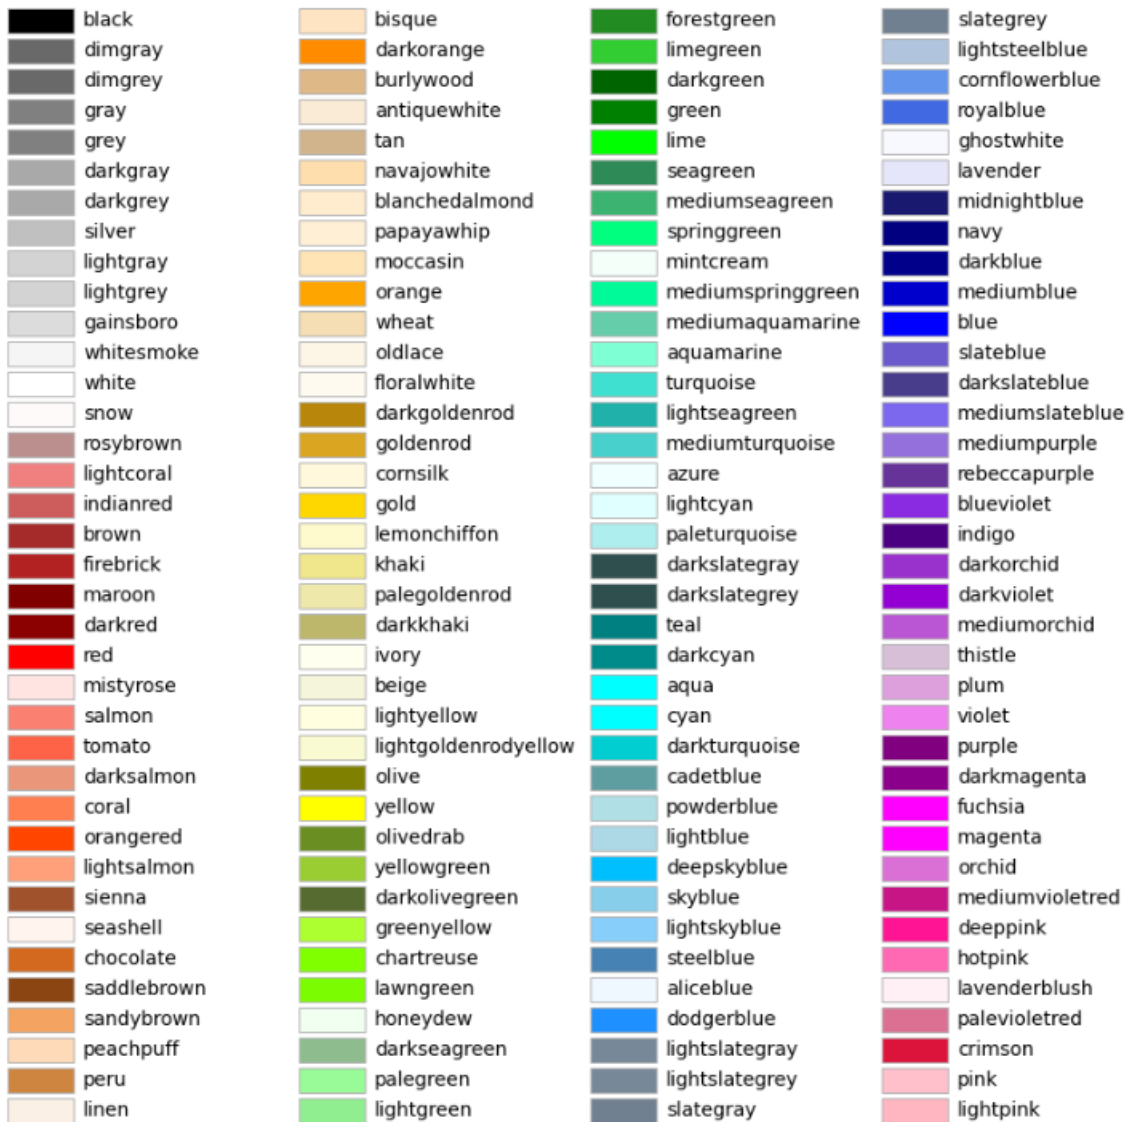 black
dimgray
dimgrey
gray
grey
darkgray
darkgrey
silver
lightgray
lightgrey
gainsboro
whitesmoke
white
snow
rosybrown
lightcoral
indianred
brown
firebrick
maroon
darkred
red
mistyrose
salmon
tomato
darksalmon
coral
orangered
lightsalmon
sienna
seashell
chocolate
saddlebrown
sandybrown
peachpuff
peru
linen
bisque
darkorange
burlywood
antiquewhite
tan
navajowhite
blanchedalmond
papayawhip
moccasin
orange
wheat
oldlace
floralwhite
darkgoldenrod
goldenrod
cornsilk
gold
lemonchiffon
khaki
palegoldenrod
darkkhaki
ivory
beige
lightyellow
lightgoldenrodyellow
olive
yellow
olivedrab
yellowgreen
darkolivegreen
greenyellow
chartreuse
lawngreen
honeydew
darkseagreen
palegreen
lightgreen
forestgreen
limegreen
darkgreen
green
lime
seagreen
mediumseagreen
springgreen
mintcream
mediumspringgreen
mediumaquamarine
aquamarine
turquoise
lightseagreen
mediumturquoise
azure
lightcyan
paleturquoise
darkslategray
darkslategrey
teal
darkcyan
aqua
cyan
darkturquoise
cadetblue
powderblue
lightblue
deepskyblue
skyblue
lightskyblue
steelblue
aliceblue
dodgerblue
lightslategray
lightslategrey
slategray
slategrey
lightsteelblue
cornflowerblue
royalblue
ghostwhite
lavender
midnightblue
navy
darkblue
mediumblue
blue
slateblue
darkslateblue
mediumslateblue
mediumpurple
rebeccapurple
blueviolet
indigo
darkorchid
darkviolet
mediumorchid
thistle
plum
violet
purple
darkmagenta
fuchsia
magenta
orchid
mediumvioletred
deeppink
hotpink
lavenderblush
palevioletred
crimson
pink
lightpink